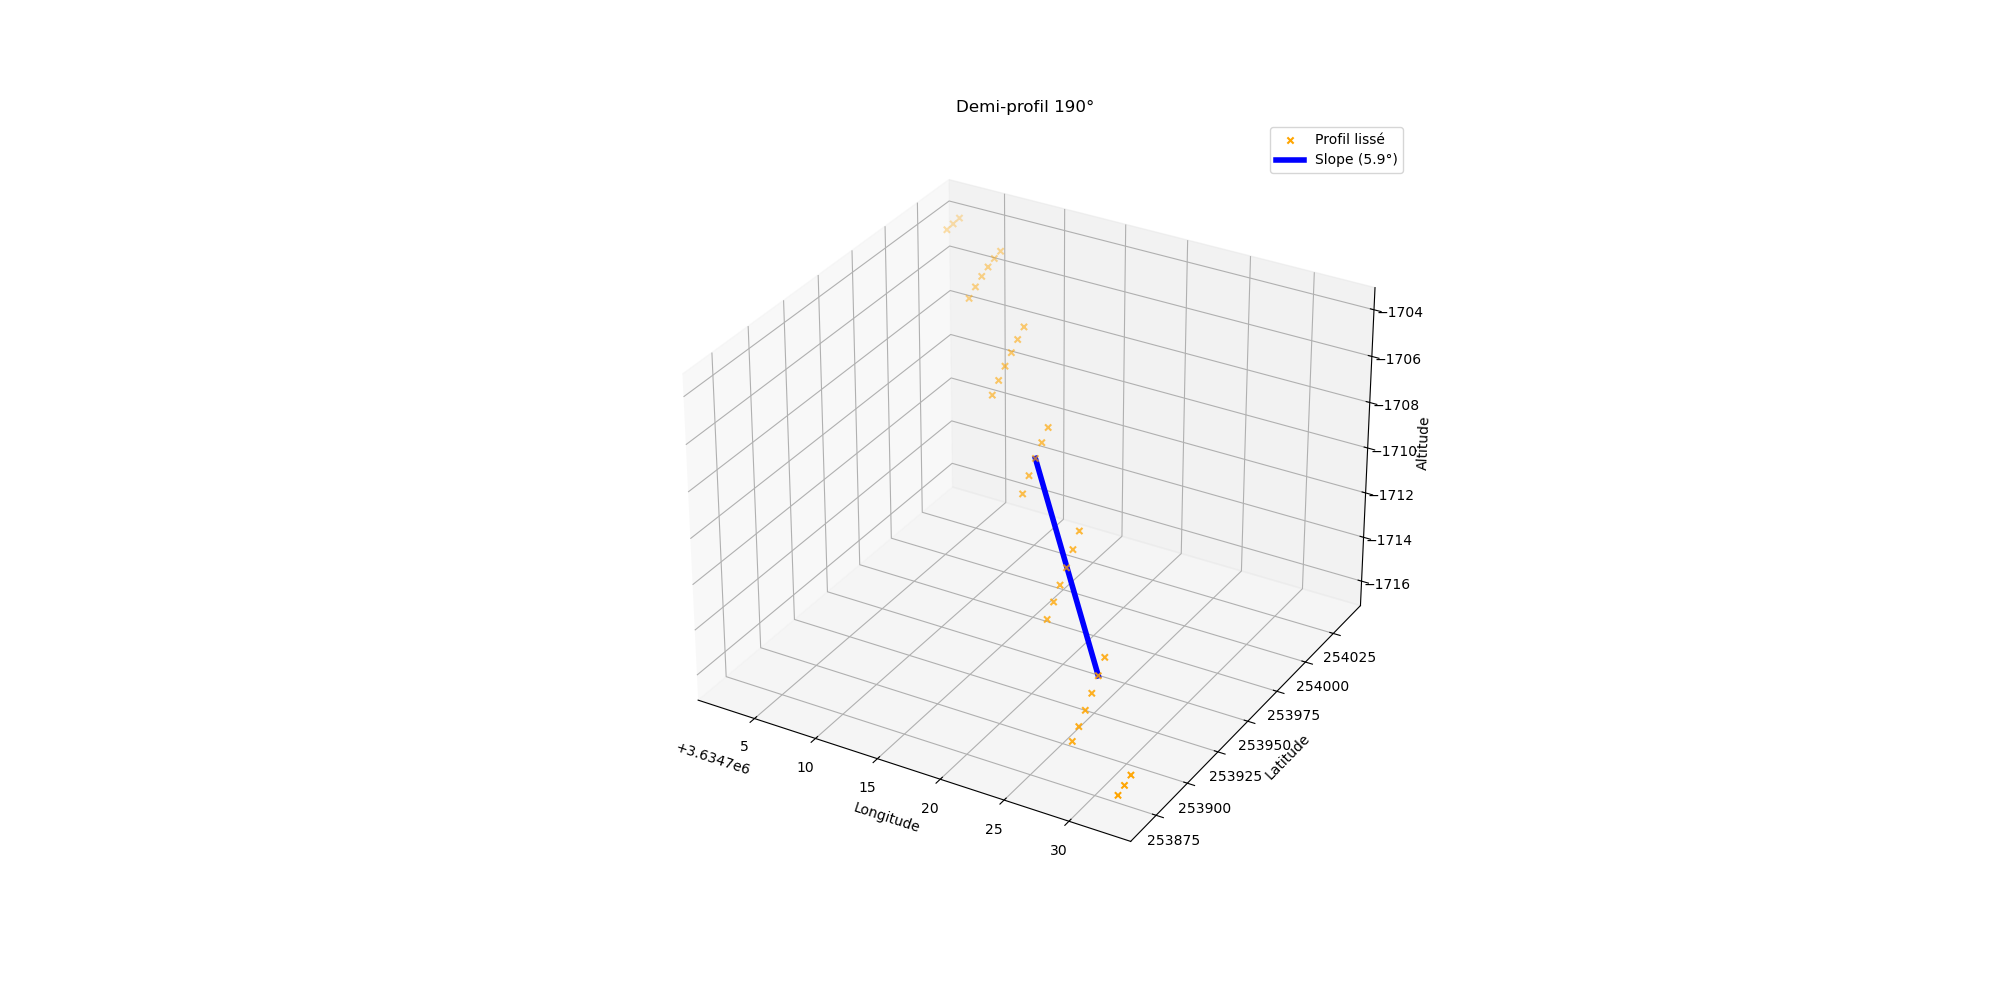 Demi-profil 190°
Profil lissé
Slope (5.9°)
−1704
−1706
−1708
−1710
−1712
−1714
−1716
Altitude
254025
254000
253975
253950
253925
253900
253875
Latitude
5
10
15
20
25
30
+3.6347e6
Longitude